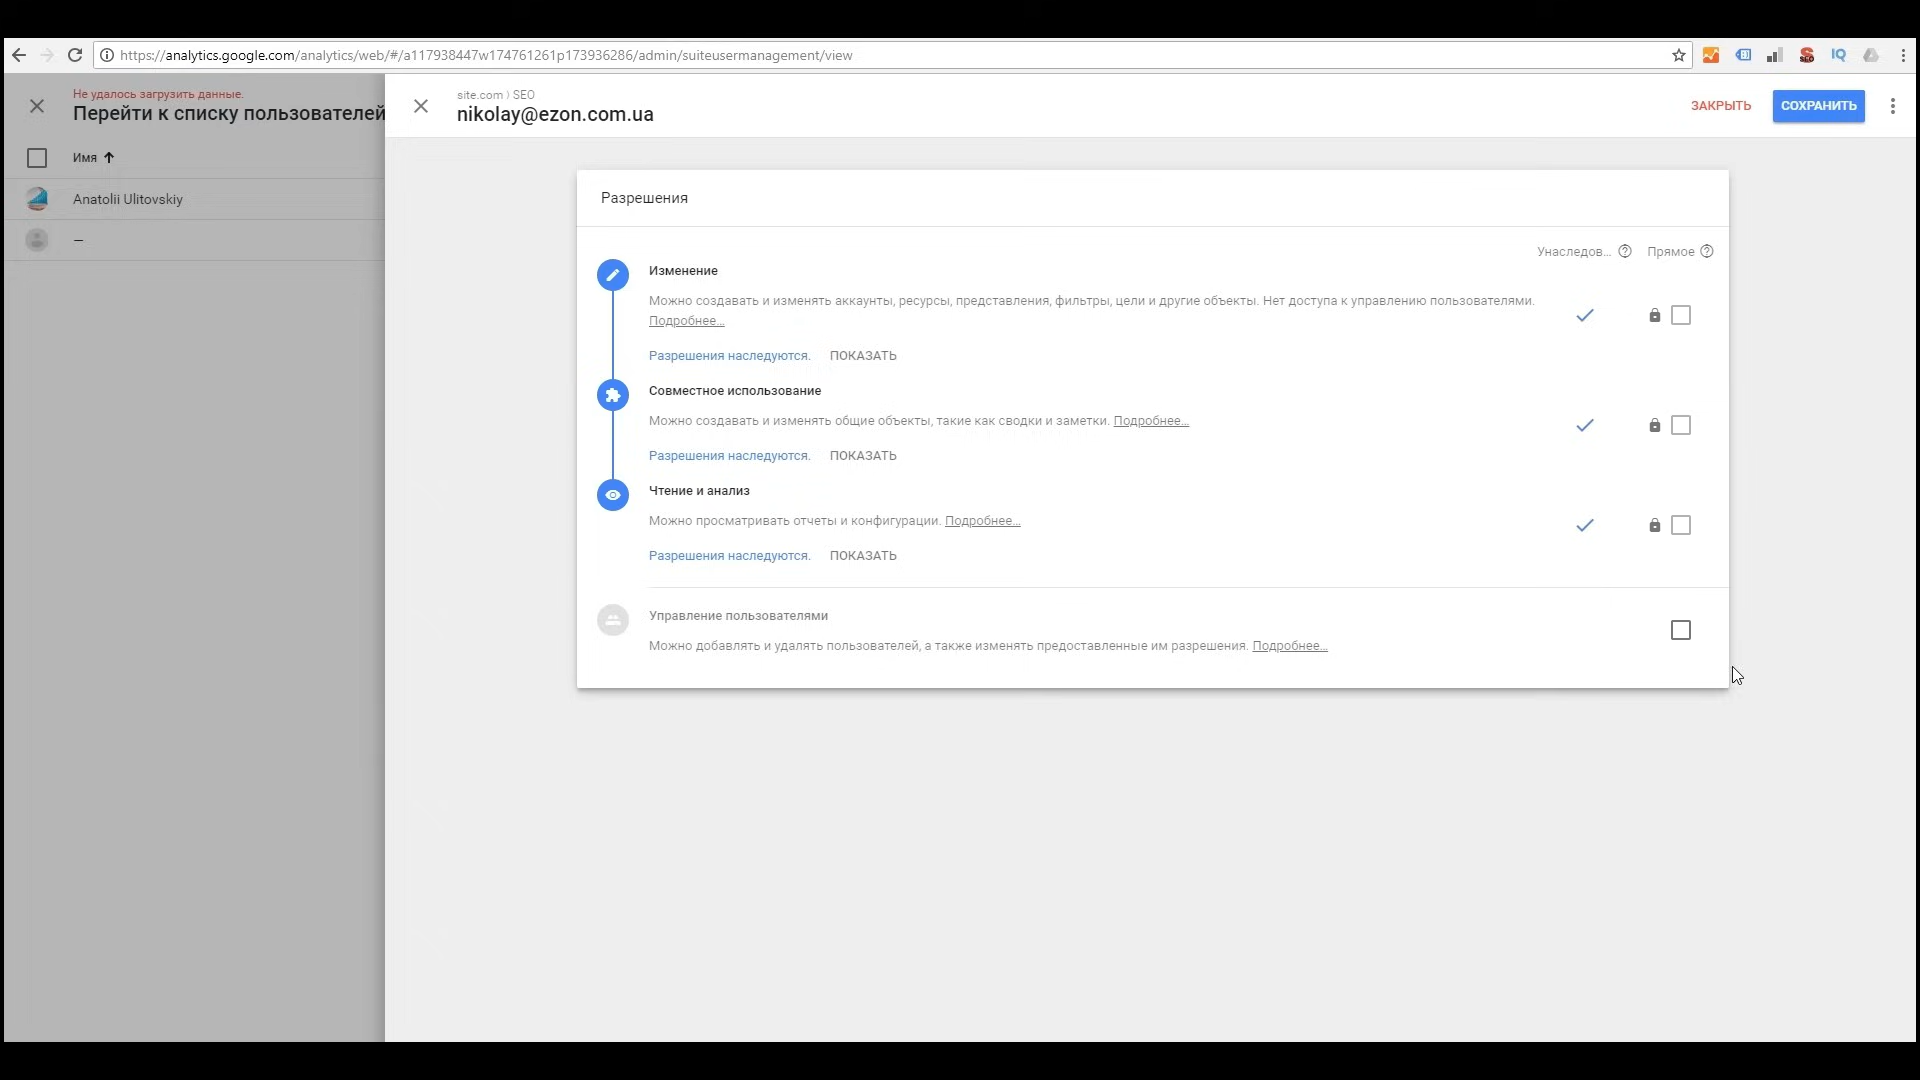 https://analytics.google.com/analytics/web/#/a117938447w174761261p173936286/admin/suiteusermanagement/view
SEO
IQ
Не удалось загрузить данные.
Перейти к списку пользователей
Имя
Anatolii Ulitovskiy
—
site.com › SEO
nikolay@ezon.com.ua
ЗАКРЫТЬ
СОХРАНИТЬ
Разрешения
Унаследов... Прямое
Изменение
Можно создавать и изменять аккаунты, ресурсы, представления, фильтры, цели и другие объекты. Нет доступа к управлению пользователями.
Подробнее…
Разрешения наследуются. ПОКАЗАТЬ
Совместное использование
Можно создавать и изменять общие объекты, такие как сводки и заметки. Подробнее…
Разрешения наследуются. ПОКАЗАТЬ
Чтение и анализ
Можно просматривать отчеты и конфигурации. Подробнее…
Разрешения наследуются. ПОКАЗАТЬ
Управление пользователями
Можно добавлять и удалять пользователей, а также изменять предоставленные им разрешения. Подробнее…